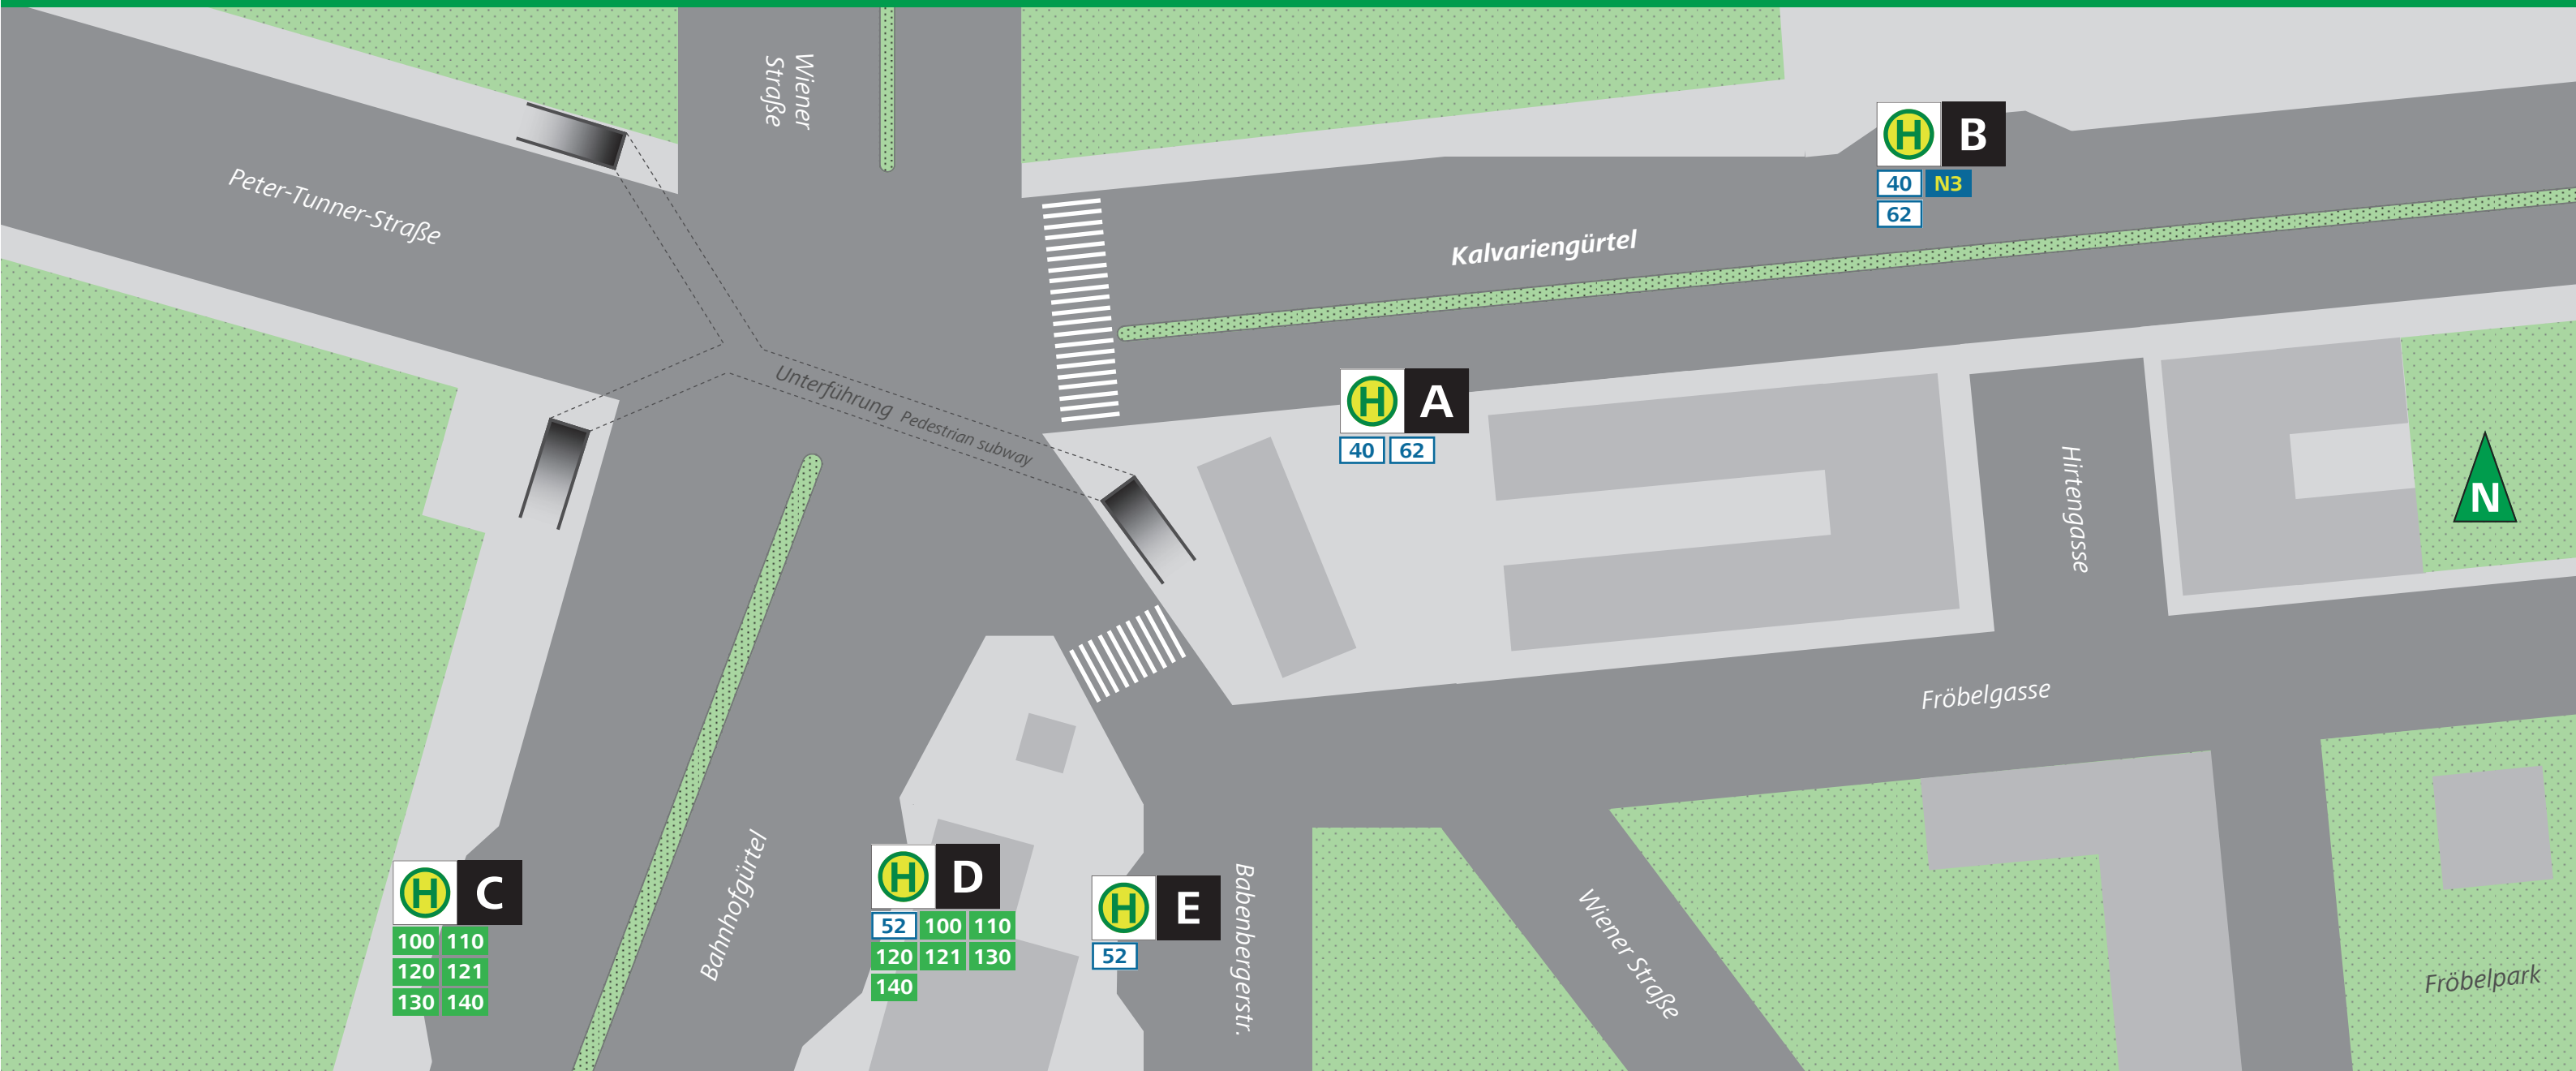 Wiener
Straße
H B
40 N3
62
Peter-Tunner-Straße
Kalvariengürtel
Unterführung Pedestrian subway
H A
40 62
Hirtengasse
N
Fröbelgasse
H C
100 110
120 121
130 140
Bahnhofgürtel
H D
52 100 110
120 121 130
140
H E
52
Babenbergerstr.
Wiener Straße
Fröbelpark